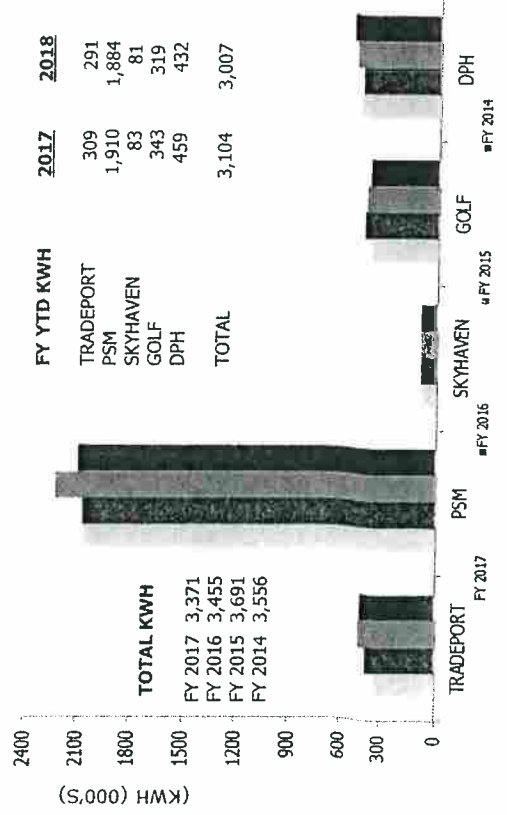 FY YTD KWH 2017 2018
TRADEPORT 309 291
PSM 1,910 1,884
SKYHAVEN 83 81
GOLF 343 319
DPH 459 432
TOTAL 3,104 3,007
TOTAL KWH
FY 2017 3,371
FY 2016 3,455
FY 2015 3,691
FY 2014 3,556
(KWH (000'S)
2400
2100
1800
1500
1200
900
600
300
0
TRADEPORT PSM SKYHAVEN GOLF DPH
FY 2017 FY 2016 FY 2015 FY 2014